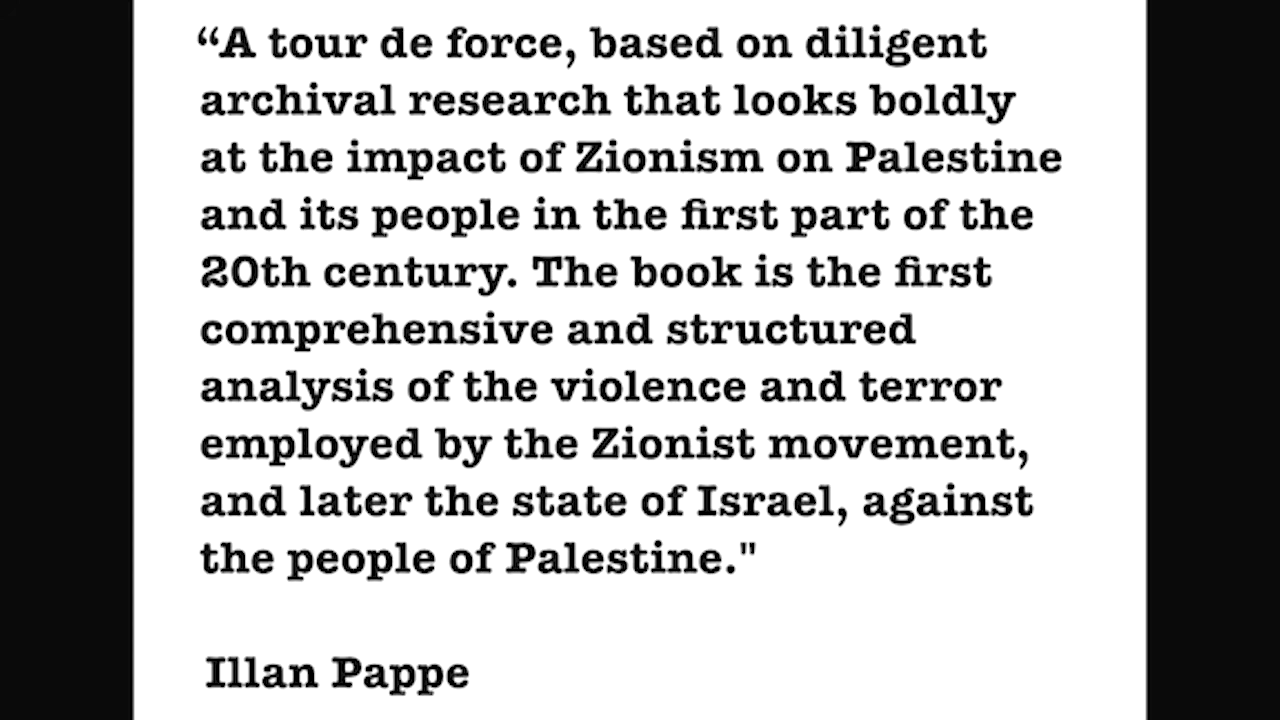 “A tour de force, based on diligent
archival research that looks boldly
at the impact of Zionism on Palestine
and its people in the first part of the
20th century. The book is the first
comprehensive and structured
analysis of the violence and terror
employed by the Zionist movement,
and later the state of Israel, against
the people of Palestine."
Illan Pappe